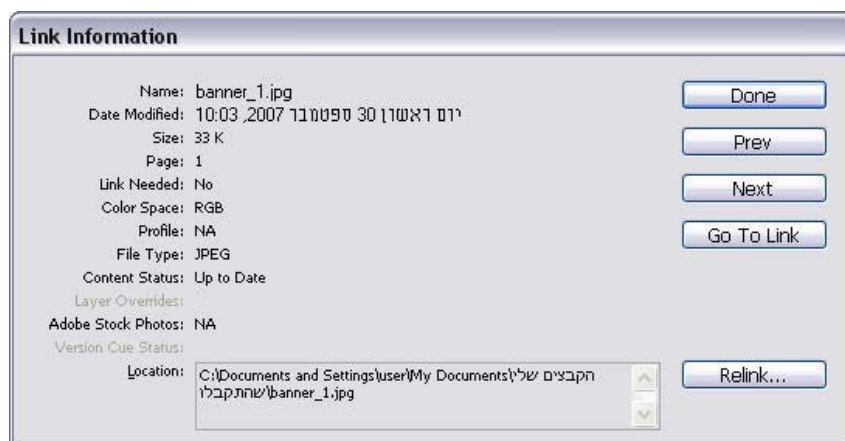 Link Information
Name: banner_1.jpg
Done
Date Modified: יום ראשון 30 ספטמבר 2007, 10:03
Size: 33 K
Prev
Page: 1
Link Needed: No
Next
Color Space: RGB
Profile: NA
Go To Link
File Type: JPEG
Content Status: Up to Date
Layer Overrides:
Adobe Stock Photos: NA
Version Cue Status:
Location: C:\Documents and Settings\user\My Documents\הקבצים שלי
שהתקבלו\banner_1.jpg
Relink...